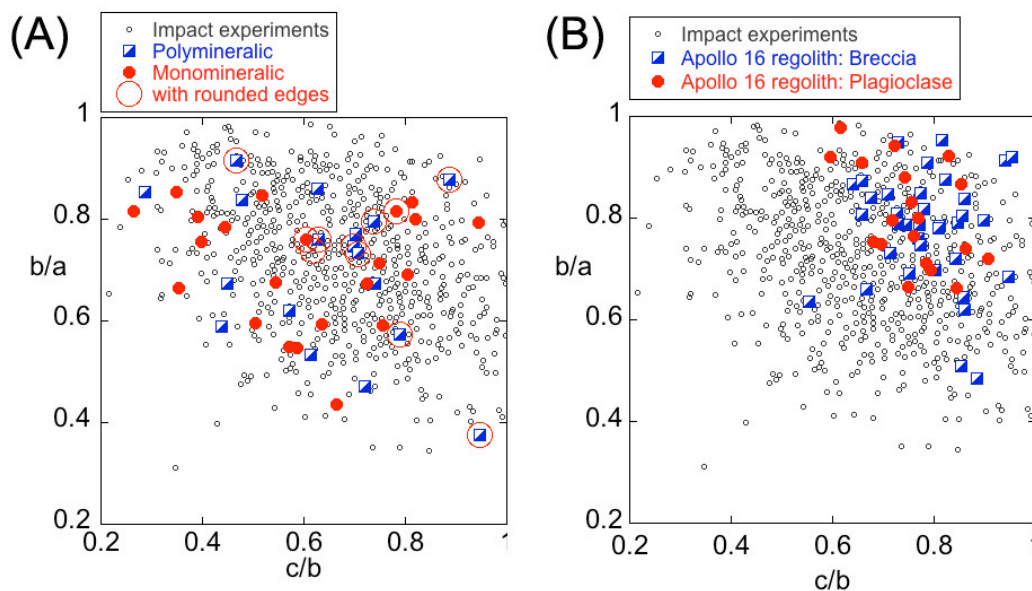 (A)
Impact experiments
Polymineralic
Monomineralic
with rounded edges
1
0.8
b/a
0.6
0.4
0.2
0.2 0.4 0.6 0.8 1
c/b
(B)
Impact experiments
Apollo 16 regolith: Breccia
Apollo 16 regolith: Plagioclase
1
0.8
b/a
0.6
0.4
0.2
0.2 0.4 0.6 0.8 1
c/b